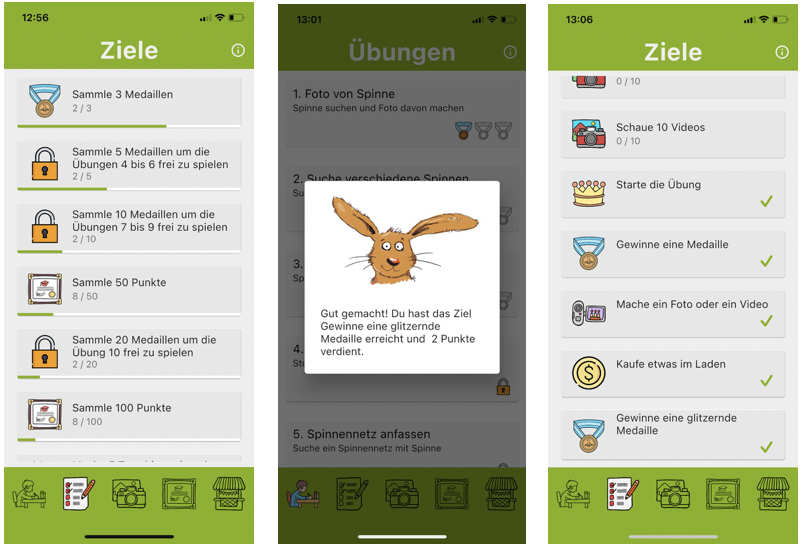 12:56
Ziele
Sammle 3 Medaillen
2 / 3
Sammle 5 Medaillen um die
Übungen 4 bis 6 frei zu spielen
2 / 5
Sammle 10 Medaillen um die
Übungen 7 bis 9 frei zu spielen
2 / 10
Sammle 50 Punkte
8 / 50
Sammle 20 Medaillen um die
Übung 10 frei zu spielen
2 / 20
Sammle 100 Punkte
8 / 100
13:01
Übungen
1. Foto von Spinne
Spinne suchen und Foto davon machen
2. Suche verschiedene Spinnen
Su
3.
Sp
4.
Stu
Gut gemacht! Du hast das Ziel
Gewinne eine glitzernde
Medaille erreicht und 2 Punkte
verdient.
5. Spinnennetz anfassen
Suche ein Spinnennetz mit Spinne
13:06
Ziele
0 / 10
Schaue 10 Videos
0 / 10
Starte die Übung
Gewinne eine Medaille
Mache ein Foto oder ein Video
Kaufe etwas im Laden
Gewinne eine glitzernde
Medaille